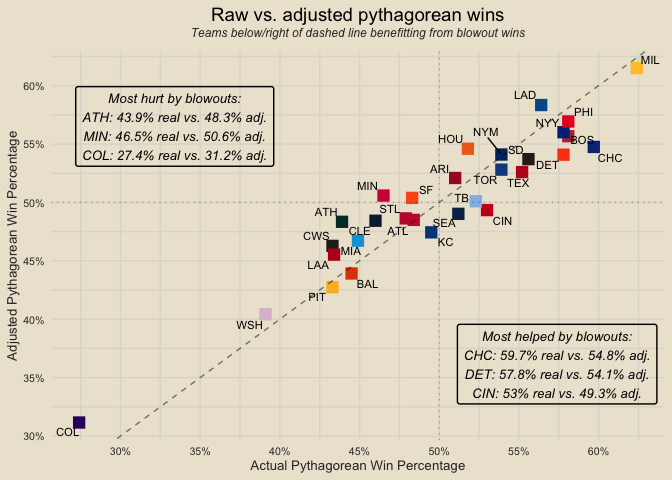 Raw vs. adjusted pythagorean wins
Teams below/right of dashed line benefitting from blowout wins
MIL
60%
Most hurt by blowouts:
ATH: 43.9% real vs. 48.3% adj.
MIN: 46.5% real vs. 50.6% adj.
COL: 27.4% real vs. 31.2% adj.
LAD
PHI
NYY
NYM
HOU
BOS
55%
SD
CHC
DET
ARI
TOR
TEX
MIN
SF
TB
50%
STL
ATH
SEA
CIN
CLE
ATL
CWS
KC
MIA
LAA
45%
BAL
PIT
WSH
40%
Most helped by blowouts:
CHC: 59.7% real vs. 54.8% adj.
DET: 57.8% real vs. 54.1% adj.
CIN: 53% real vs. 49.3% adj.
35%
COL
30%
30%
35%
40%
45%
50%
55%
60%
Actual Pythagorean Win Percentage
Adjusted Pythagorean Win Percentage